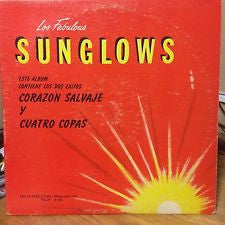 Los Fabulous
SUNGLOWS
ESTE ALBUM
CONTIENE LOS DOS EXITOS
CORAZON SALVAJE
Y
CUATRO COPAS